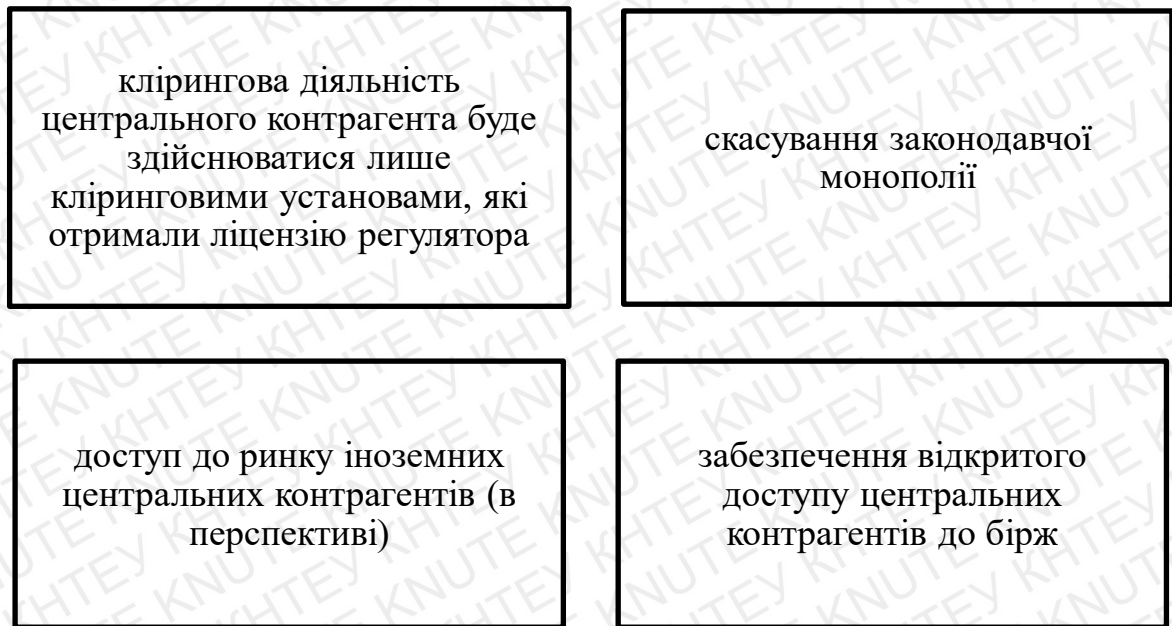 клірингова діяльність
центрального контрагента буде
здійснюватися лише
кліринговими установами, які
отримали ліцензію регулятора
скасування законодавчої
монополії
доступ до ринку іноземних
центральних контрагентів (в
перспективі)
забезпечення відкритого
доступу центральних
контрагентів до бірж